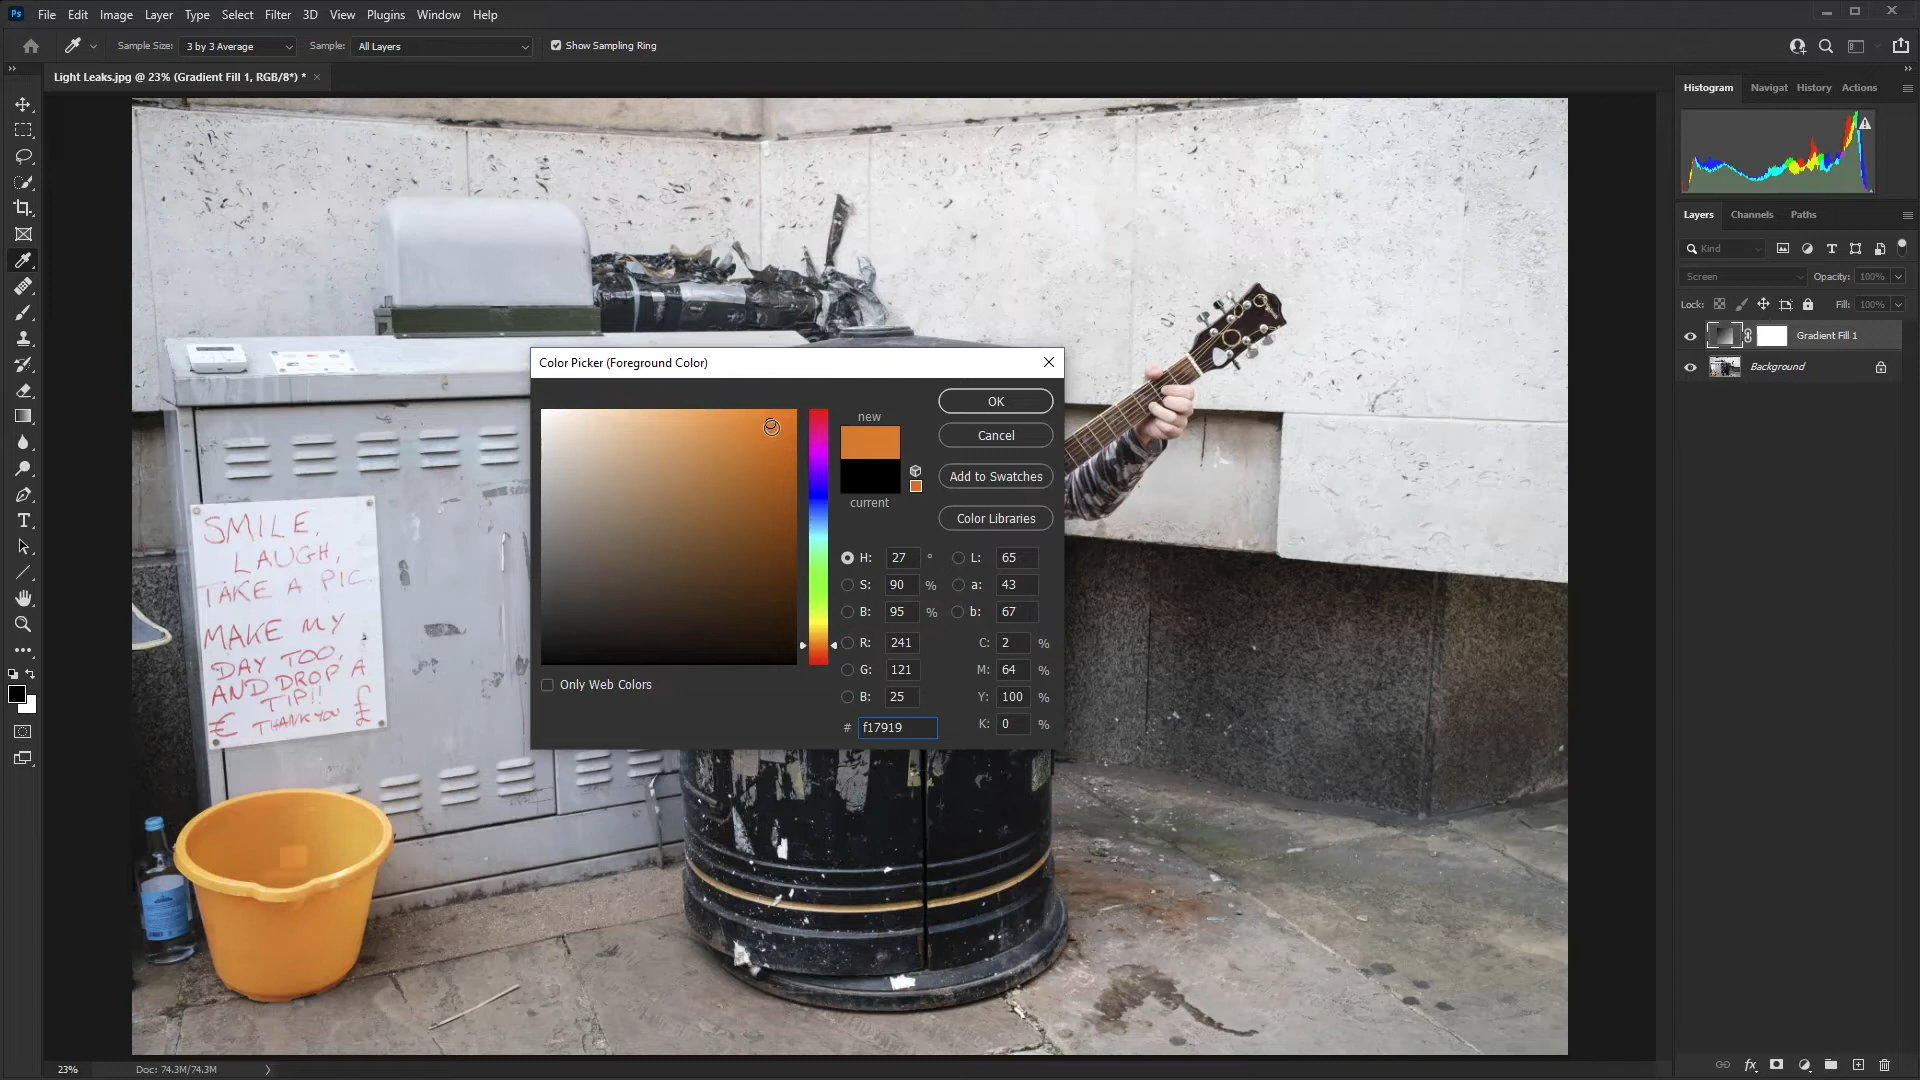 Ps File Edit Image Layer Type Select Filter 3D View Plugins Window Help
Sample Size: 3 by 3 Average Sample: All Layers Show Sampling Ring
Light Leaks.jpg @ 23% (Gradient Fill 1, RGB/8*) *
Histogram Navigat History Actions
Layers Channels Paths
Kind
Screen Opacity: 100%
Lock: Fill: 100%
Gradient Fill 1
Background
Color Picker (Foreground Color)
new
current
OK
Cancel
Add to Swatches
Color Libraries
H: 27 ° L: 65
S: 90 % a: 43
B: 95 % b: 67
R: 241 C: 2 %
G: 121 M: 64 %
B: 25 Y: 100 %
# f17919 K: 0 %
Only Web Colors
SMILE,
LAUGH,
TAKE A PIC.
MAKE MY
DAY TOO,
AND DROP A
TIP!! £
€ THANK YOU
23% Doc: 74.3M/74.3M